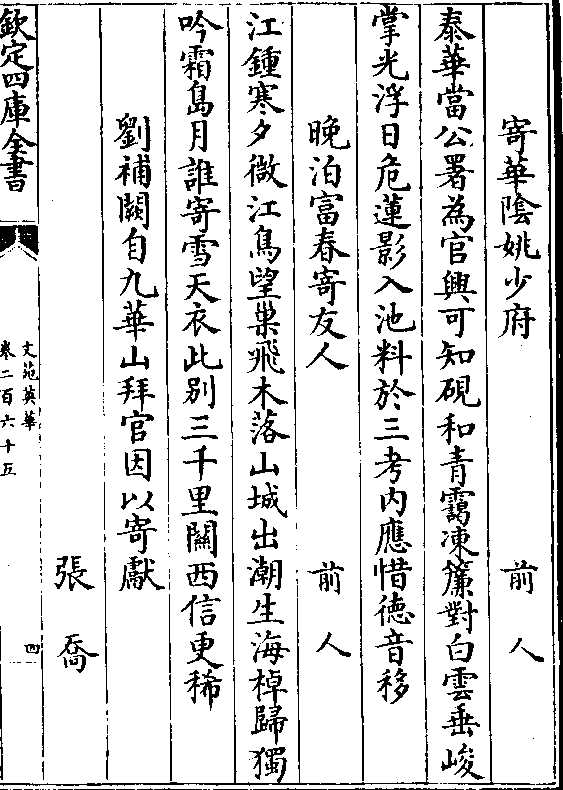 寄華陰姚少府　前人
泰華當公署為官興可知硯和青靄凍簾對白雲垂峻
掌光浮日危蓮影入池料於三考內應惜徳音移
晩泊富春寄友人　前人
江鍾寒夕微江鳥望巢飛木落山城出潮生海棹歸獨
吟霜島月誰寄雪天衣此别三千里關西信更稀
劉補闕自九華山拜官因以寄獻
張喬
欽定四庫全書
文苑英華
卷二百六十五
四